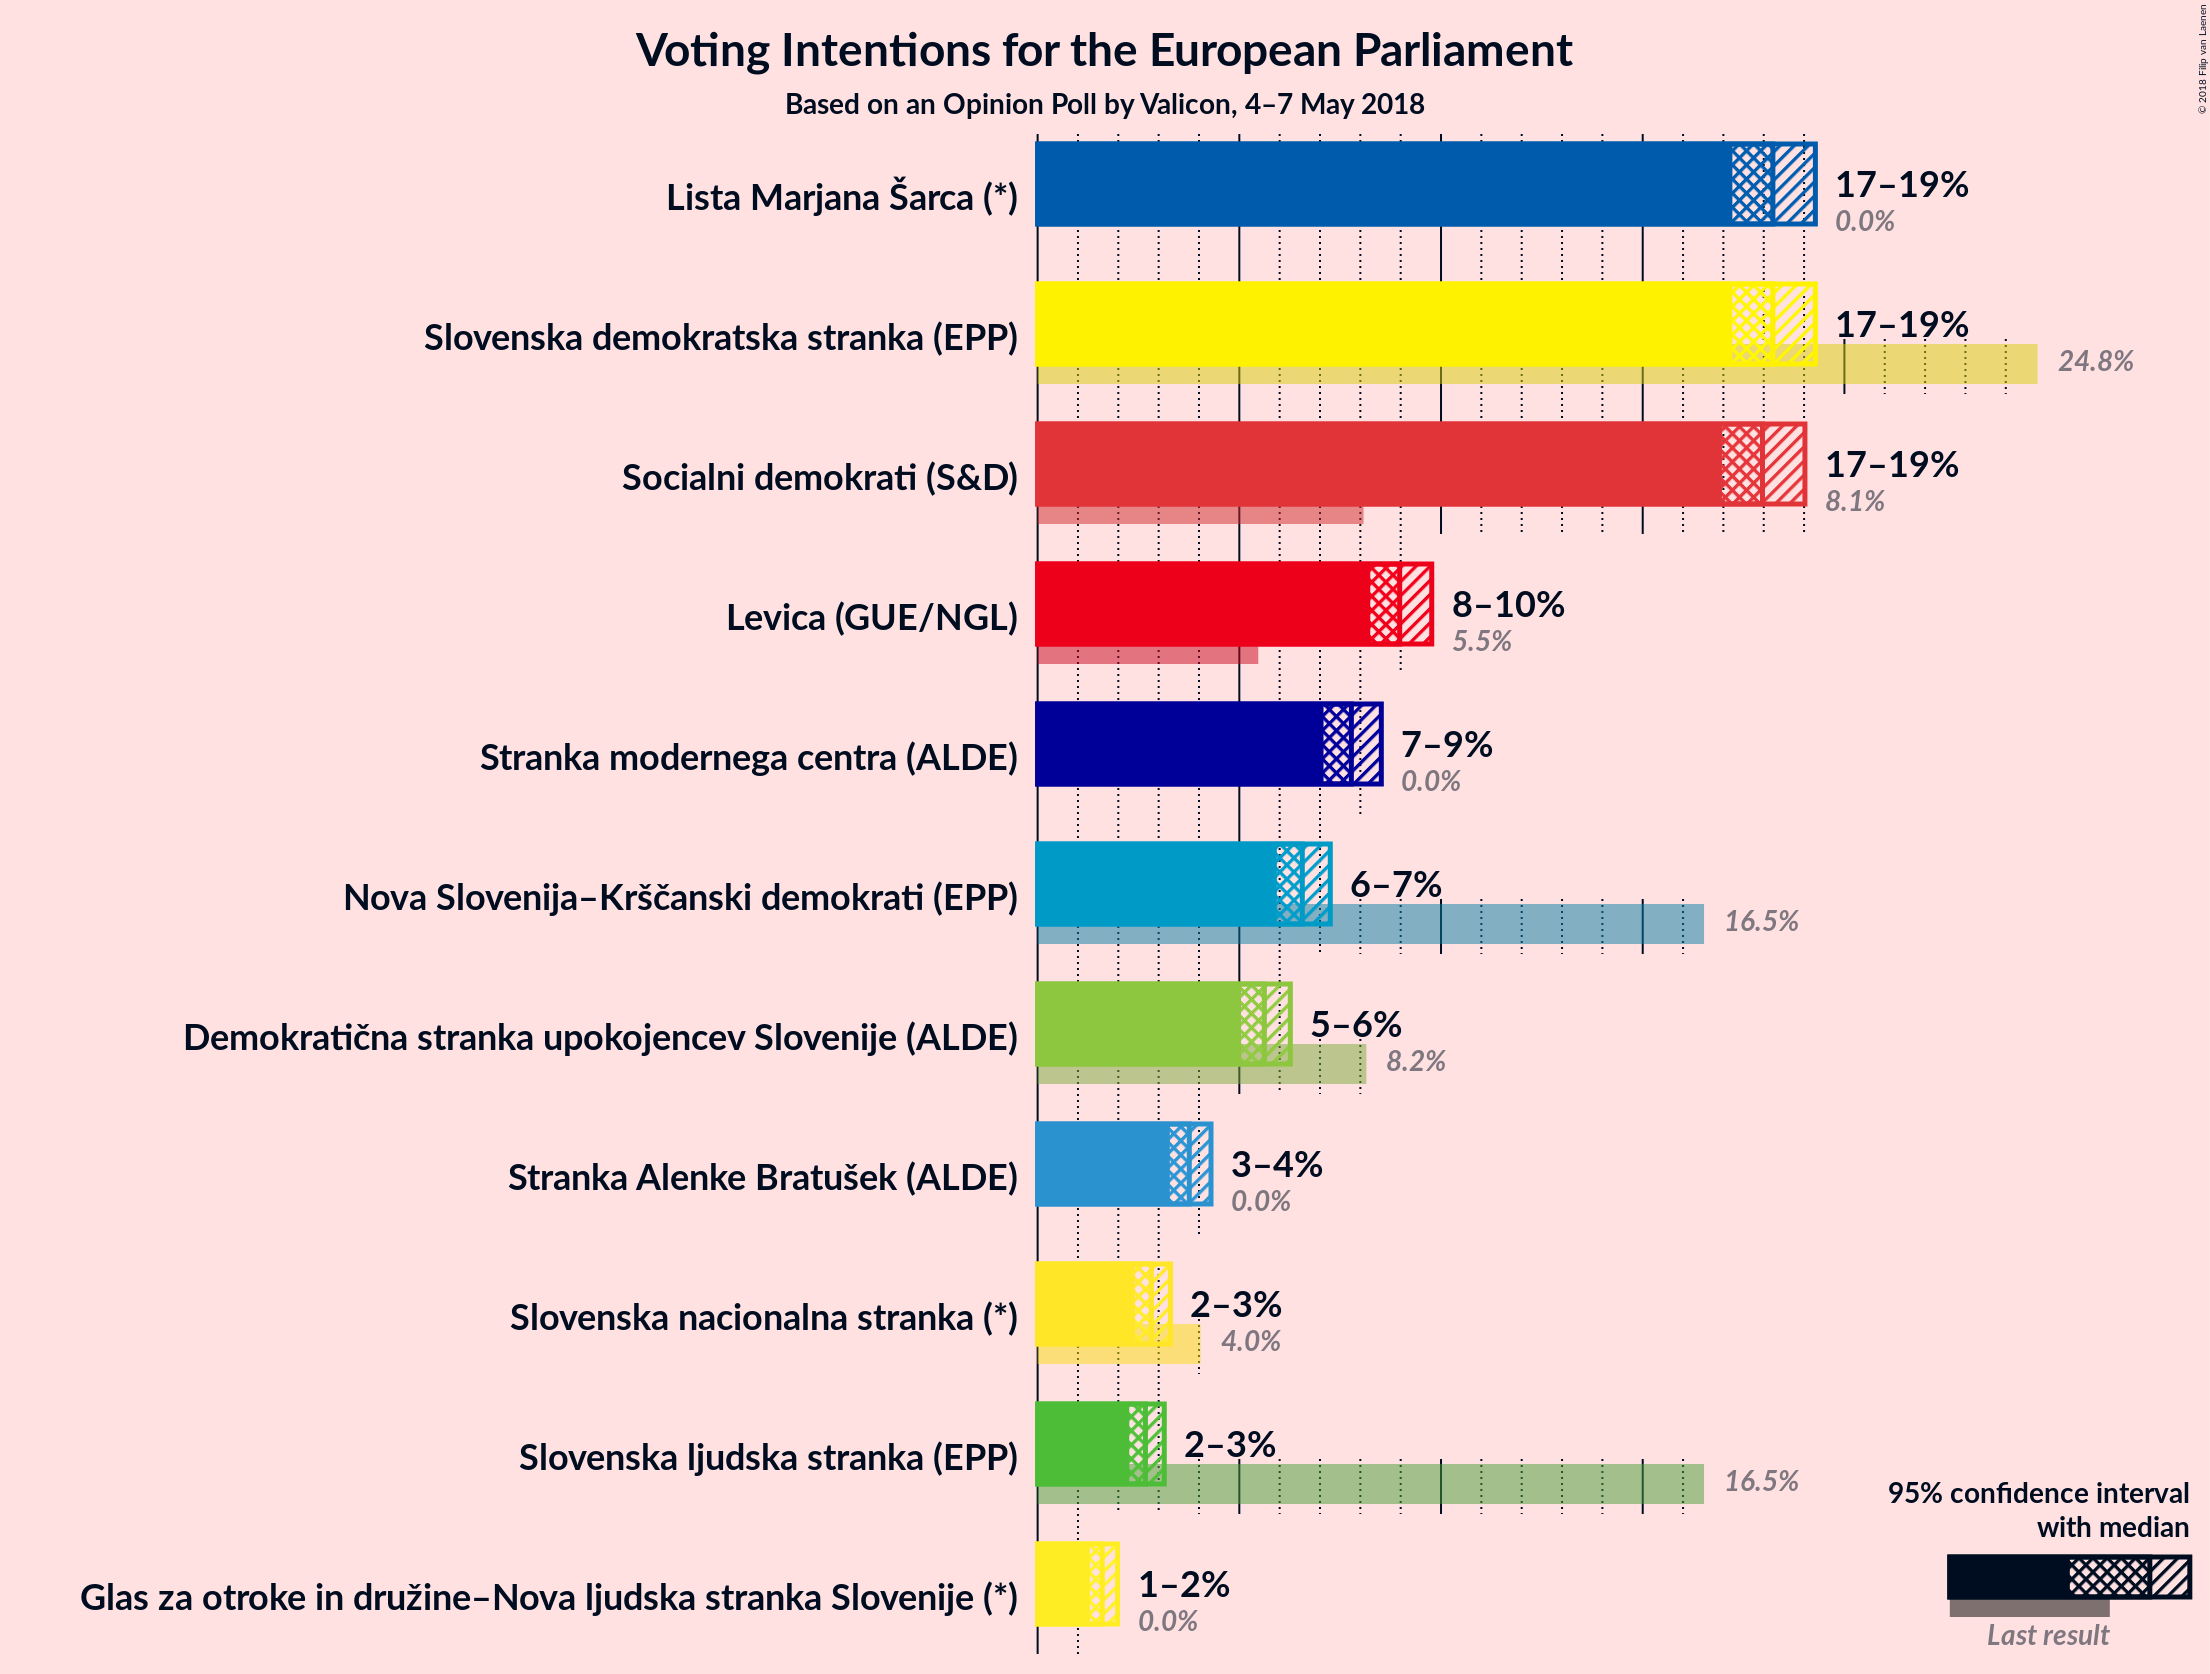 Voting Intentions for the European Parliament
Based on an Opinion Poll by Valicon, 4–7 May 2018
© 2018 Filip van Laenen
Lista Marjana Šarca (*)
17–19%
0.0%
Slovenska demokratska stranka (EPP)
17–19%
24.8%
Socialni demokrati (S&D)
17–19%
8.1%
Levica (GUE/NGL)
8–10%
5.5%
Stranka modernega centra (ALDE)
7–9%
0.0%
Nova Slovenija–Krščanski demokrati (EPP)
6–7%
16.5%
Demokratična stranka upokojencev Slovenije (ALDE)
5–6%
8.2%
Stranka Alenke Bratušek (ALDE)
3–4%
0.0%
Slovenska nacionalna stranka (*)
2–3%
4.0%
Slovenska ljudska stranka (EPP)
2–3%
16.5%
Glas za otroke in družine–Nova ljudska stranka Slovenije (*)
1–2%
0.0%
95% confidence interval
with median
Last result